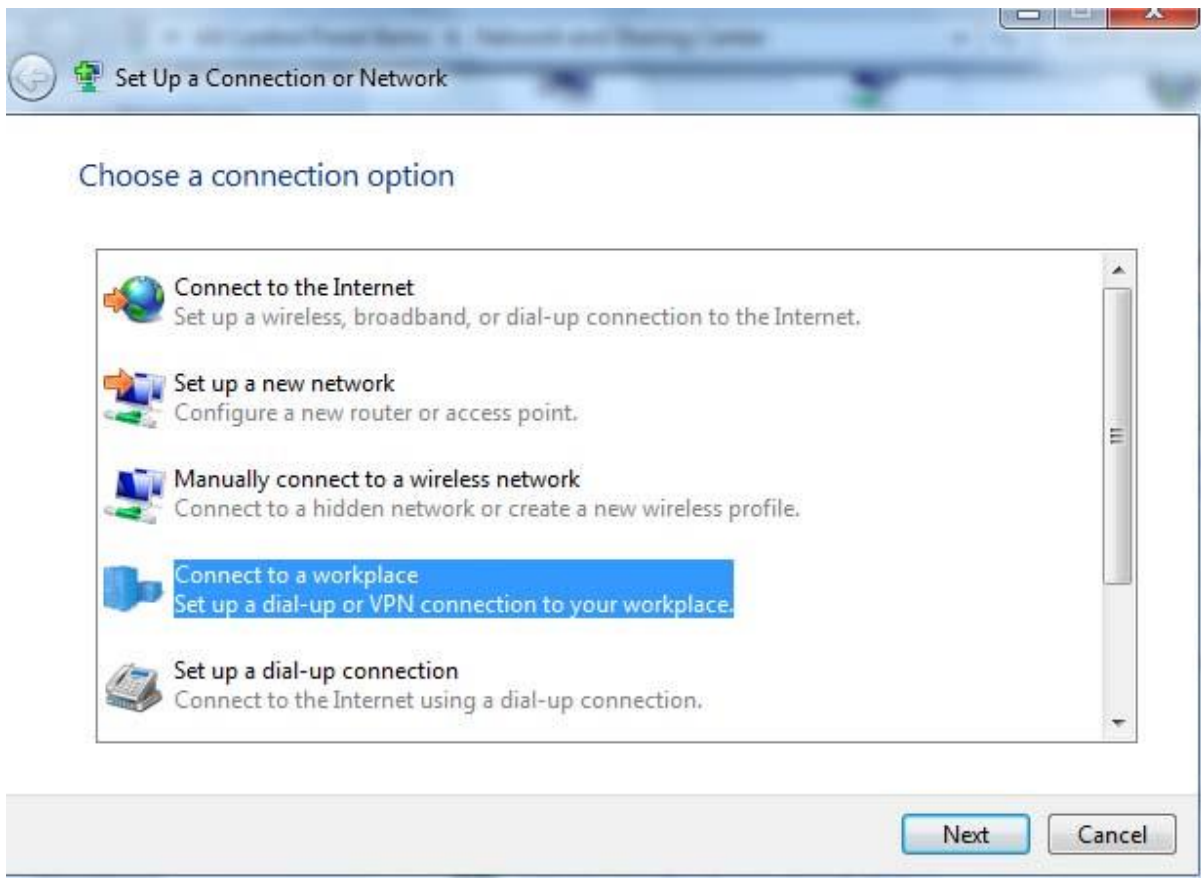 Set Up a Connection or Network
Choose a connection option
Connect to the Internet
Set up a wireless, broadband, or dial-up connection to the Internet.
Set up a new network
Configure a new router or access point.
Manually connect to a wireless network
Connect to a hidden network or create a new wireless profile.
Connect to a workplace
Set up a dial-up or VPN connection to your workplace.
Set up a dial-up connection
Connect to the Internet using a dial-up connection.
Next
Cancel